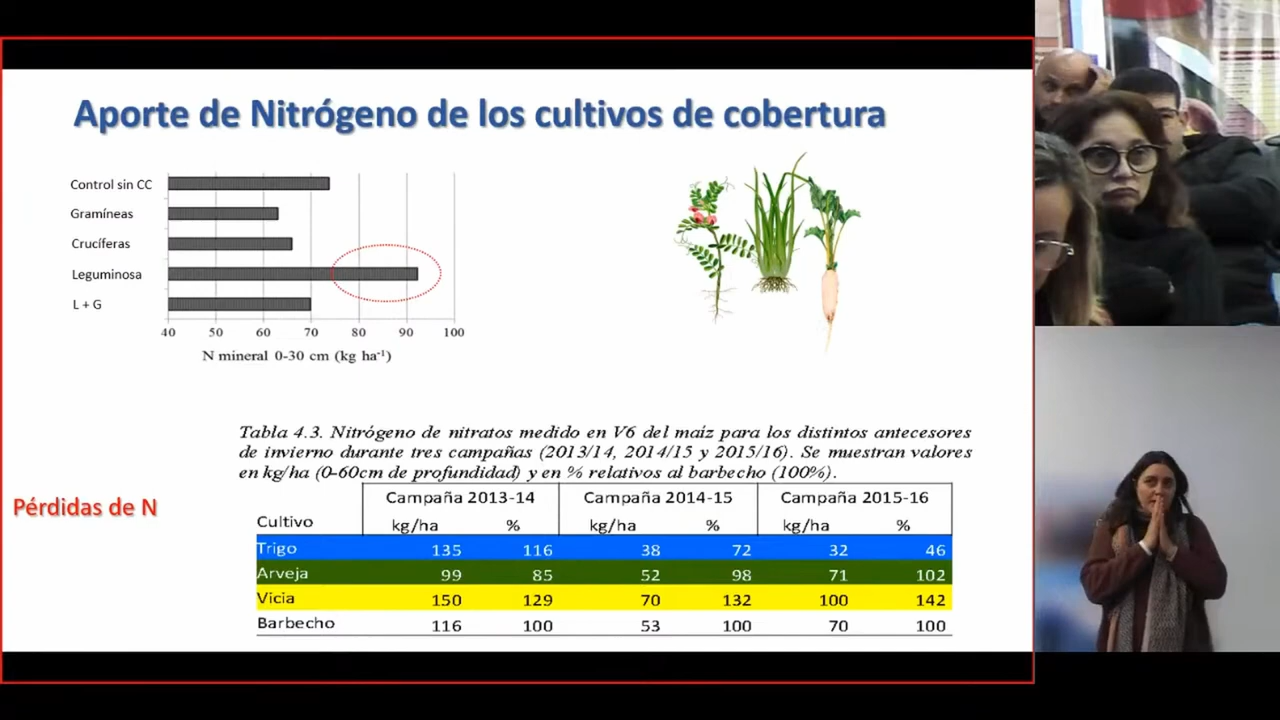 Aporte de Nitrógeno de los cultivos de cobertura
Control sin CC
Gramíneas
Crucíferas
Leguminosa
L + G
40 50 60 70 80 90 100
N mineral 0-30 cm (kg ha⁻¹)
Tabla 4.3. Nitrógeno de nitratos medido en V6 del maíz para los distintos antecesores
de invierno durante tres campañas (2013/14, 2014/15 y 2015/16). Se muestran valores
en kg/ha (0-60cm de profundidad) y en % relativos al barbecho (100%).
Pérdidas de N
Campaña 2013-14 Campaña 2014-15 Campaña 2015-16
Cultivo kg/ha % kg/ha % kg/ha %
Trigo 135 116 38 72 32 46
Arveja 99 85 52 98 71 102
Vicia 150 129 70 132 100 142
Barbecho 116 100 53 100 70 100